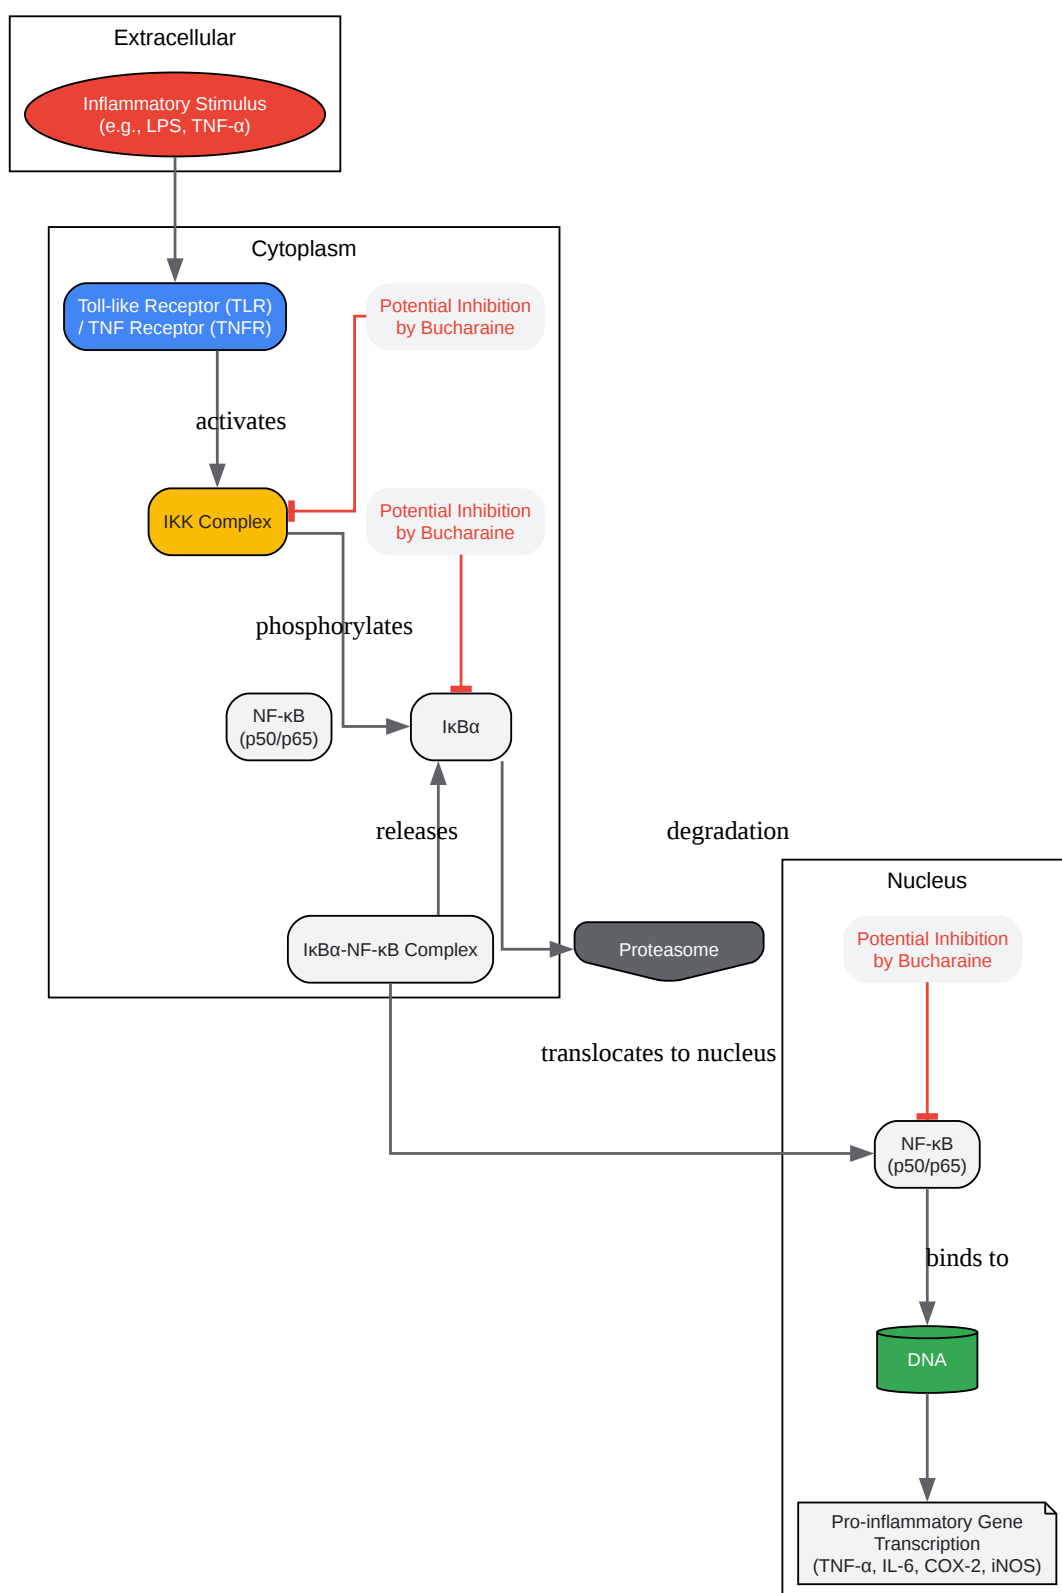 Extracellular
Inflammatory Stimulus
(e.g., LPS, TNF-α)
Cytoplasm
Toll-like Receptor (TLR)
/ TNF Receptor (TNFR)
Potential Inhibition
by Bucharaine
activates
IKK Complex
Potential Inhibition
by Bucharaine
phosphorylates
NF-κB
(p50/p65)
IκBα
releases
degradation
IκBα-NF-κB Complex
Proteasome
Nucleus
Potential Inhibition
by Bucharaine
translocates to nucleus
NF-κB
(p50/p65)
binds to
DNA
Pro-inflammatory Gene
Transcription
(TNF-α, IL-6, COX-2, iNOS)